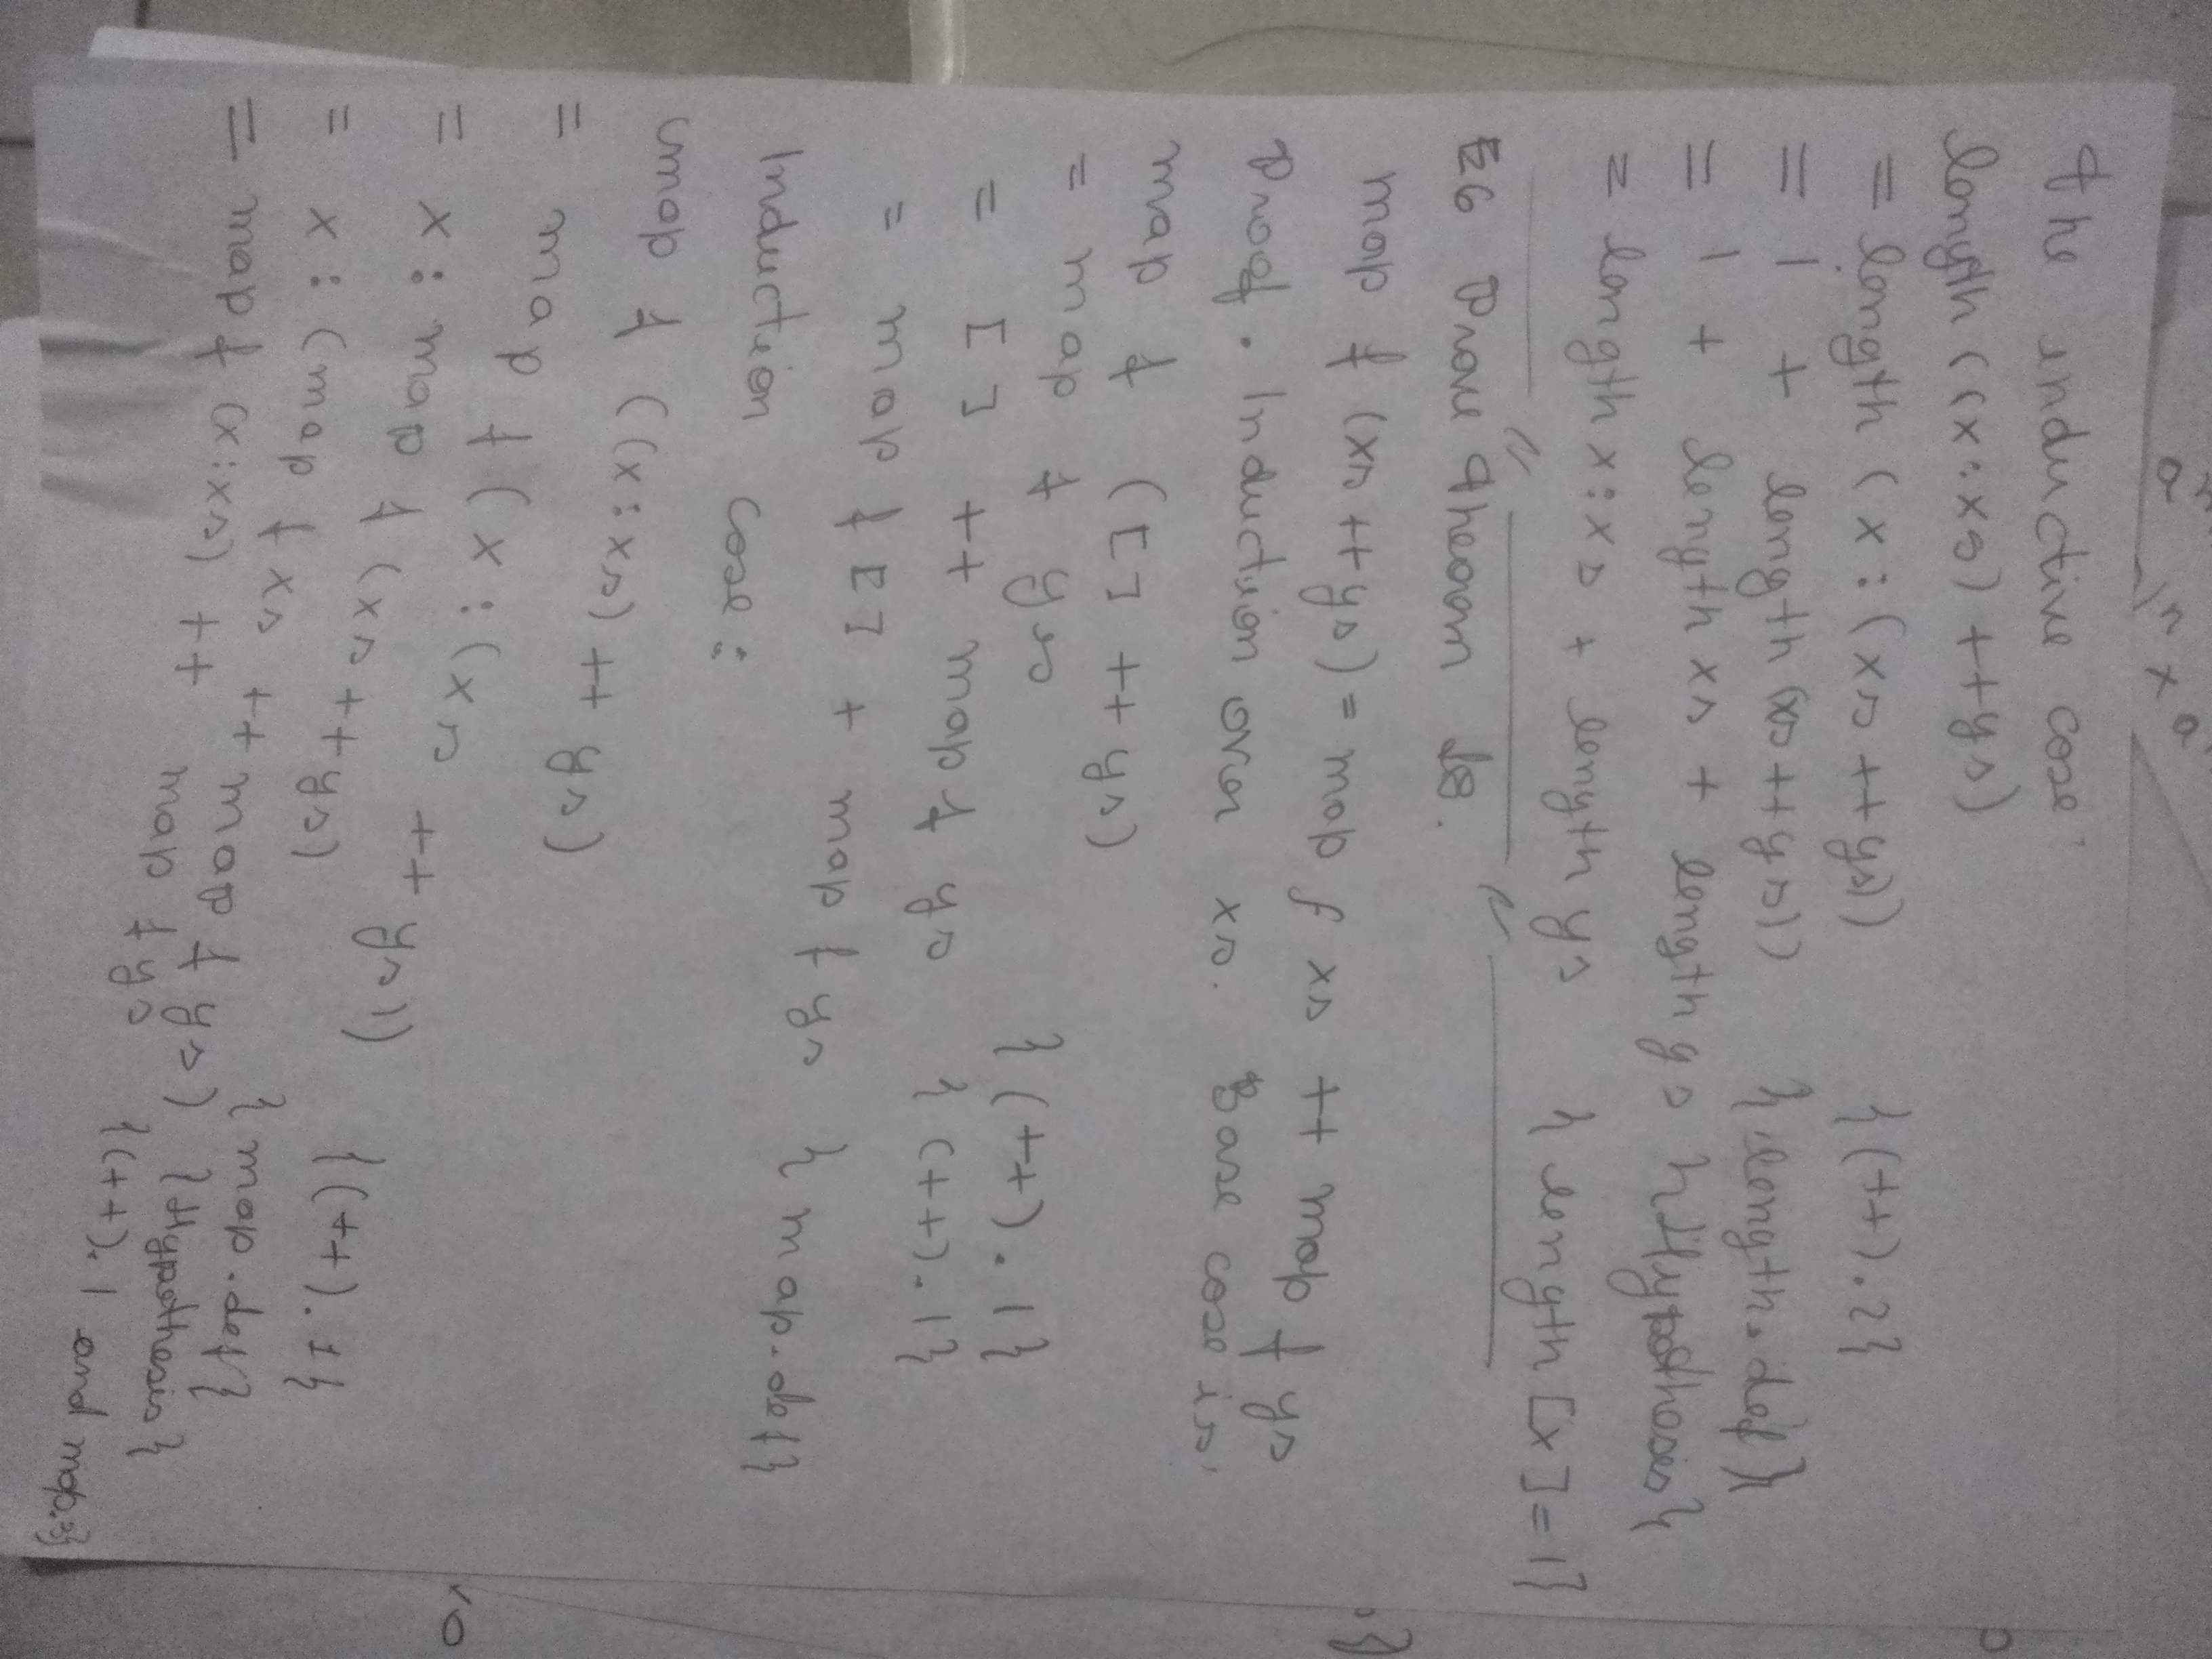 an
In x a
the inductive case:
length ((x:xs) ++ys)
= length (x:(xs ++ys)) {(++).2}
= 1 + length (xs++ys)) {length.def}
= 1 + length xs + length ys {Hypothesis}
= length x:xs + length ys {length [x]=1}
E6 Prove theorm 18.
map f (xs ++ys) = map f xs ++ map f ys
Proof. Induction over xs. Base case is:
map f ([] ++ ys)
= map f ys {(++).1}
= [] ++ map f ys {(++).1}
= map f [] + map f ys {map.def}
Induction case:
map f ((x:xs) ++ ys)
= map f (x:(xs ++ ys)) {(++).1}
= x: map f (xs ++ys) {map.def}
= x: (map f xs ++ map f ys) {Hypothesis}
= map f (x:xs) ++ map f ys {(++).1 and map.3}